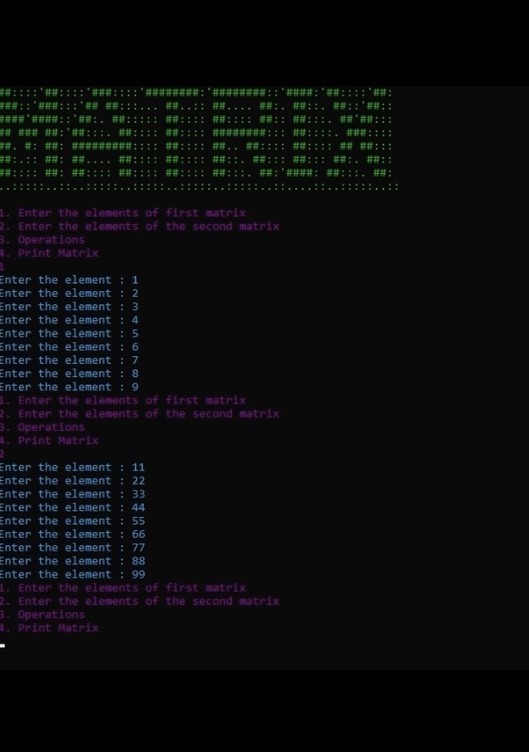 ##::::'##::::'###::::'########:'########::'####:'##::::'##:
###::'###:::'## ##:::... ##..:: ##.... ##:. ##::. ##::'##::
####'####::'##:. ##::::: ##:::: ##:::: ##:: ##:::. ##'##:::
## ### ##:'##:::. ##:::: ##:::: ########::: ##::::. ###::::
##. #: ##: #########:::: ##:::: ##.. ##:::: ##:::: ## ##:::
##:.:: ##: ##.... ##:::: ##:::: ##::. ##::: ##::: ##:. ##::
##:::: ##: ##:::: ##:::: ##:::: ##:::. ##:'####: ##:::. ##:
..:::::..::..:::::..:::::..:::::..:::::..::....::..:::::..::
1. Enter the elements of first matrix
2. Enter the elements of the second matrix
3. Operations
4. Print Matrix
1
Enter the element : 1
Enter the element : 2
Enter the element : 3
Enter the element : 4
Enter the element : 5
Enter the element : 6
Enter the element : 7
Enter the element : 8
Enter the element : 9
1. Enter the elements of first matrix
2. Enter the elements of the second matrix
3. Operations
4. Print Matrix
2
Enter the element : 11
Enter the element : 22
Enter the element : 33
Enter the element : 44
Enter the element : 55
Enter the element : 66
Enter the element : 77
Enter the element : 88
Enter the element : 99
1. Enter the elements of first matrix
2. Enter the elements of the second matrix
3. Operations
4. Print Matrix